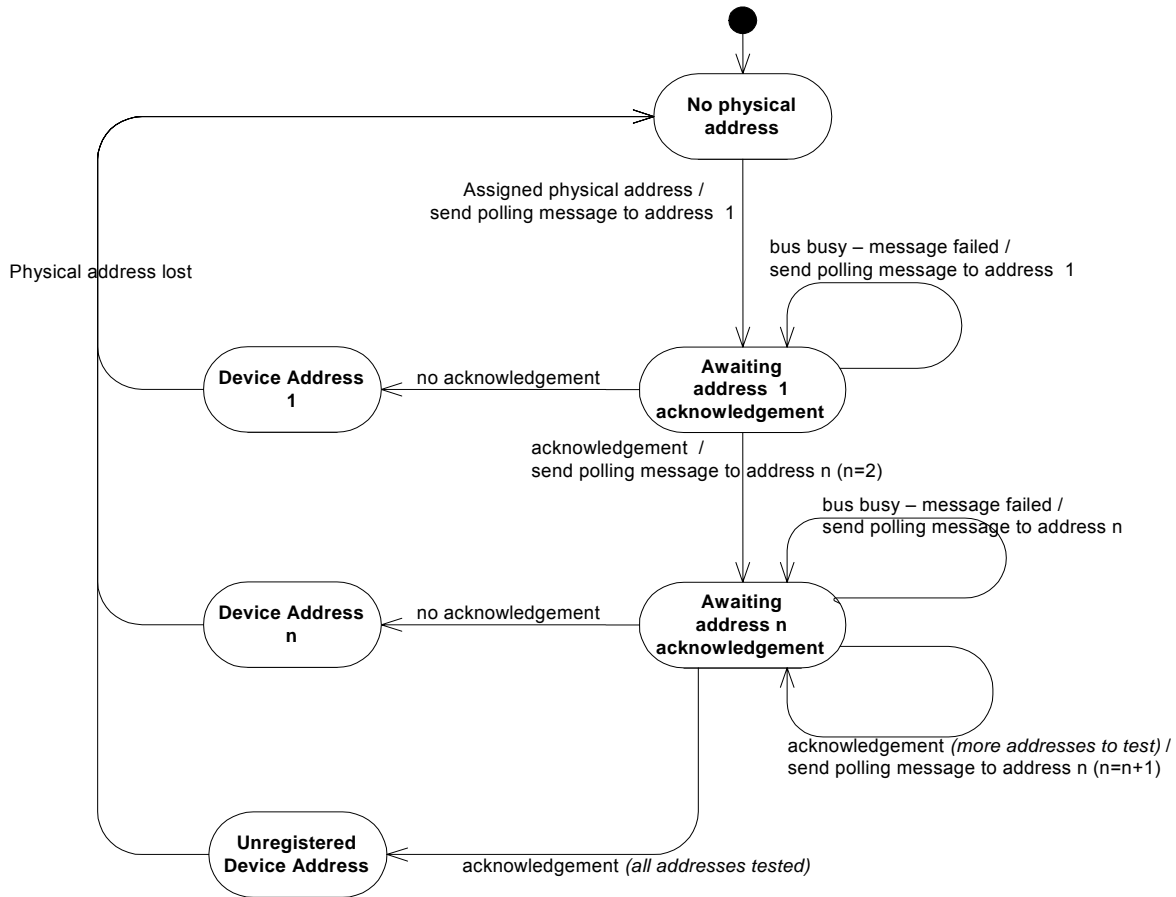 No physical
address
Assigned physical address /
send polling message to address 1
bus busy – message failed /
send polling message to address 1
Physical address lost
Device Address
1
no acknowledgement
Awaiting
address 1
acknowledgement
acknowledgement /
send polling message to address n (n=2)
bus busy – message failed /
send polling message to address n
Device Address
n
no acknowledgement
Awaiting
address n
acknowledgement
acknowledgement (more addresses to test) /
send polling message to address n (n=n+1)
Unregistered
Device Address
acknowledgement (all addresses tested)